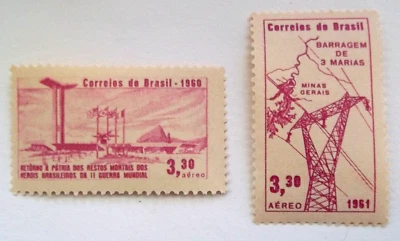 Correios do Brasil - 1960
RETÔRNO À PÁTRIA DOS RESTOS MORTAIS DOS
HERÓIS BRASILEIROS DA II GUERRA MUNDIAL
3,30
aéreo
Correios do Brasil
BARRAGEM
DE
3 MARIAS
MINAS
GERAIS
3,30
AÉREO 1961